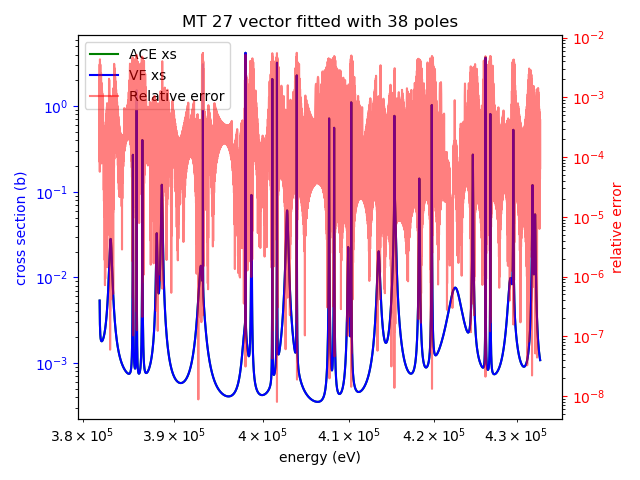 MT 27 vector fitted with 38 poles
ACE xs
VF xs
Relative error
cross section (b)
10⁰
10⁻¹
10⁻²
10⁻³
relative error
10⁻²
10⁻³
10⁻⁴
10⁻⁵
10⁻⁶
10⁻⁷
10⁻⁸
3.8 × 10⁵ 3.9 × 10⁵ 4 × 10⁵ 4.1 × 10⁵ 4.2 × 10⁵ 4.3 × 10⁵
energy (eV)